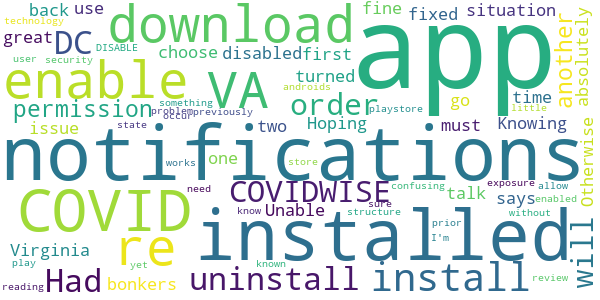 back use fine fixed situation
technology
great DC DISABLE download choose disabled first app another absolutely
user security enable VA turned androids time
permission something order playstore go little
problem occur previously
issue state two Hoping must Knowing Otherwise
notifications
works one store
COVID re COVIDWISE confusing exposure allow
need talk says enabled Will
know Unable sure structure without
Virginia installed
I'm prior
play yet known review
reading Had bonkers uninstall install